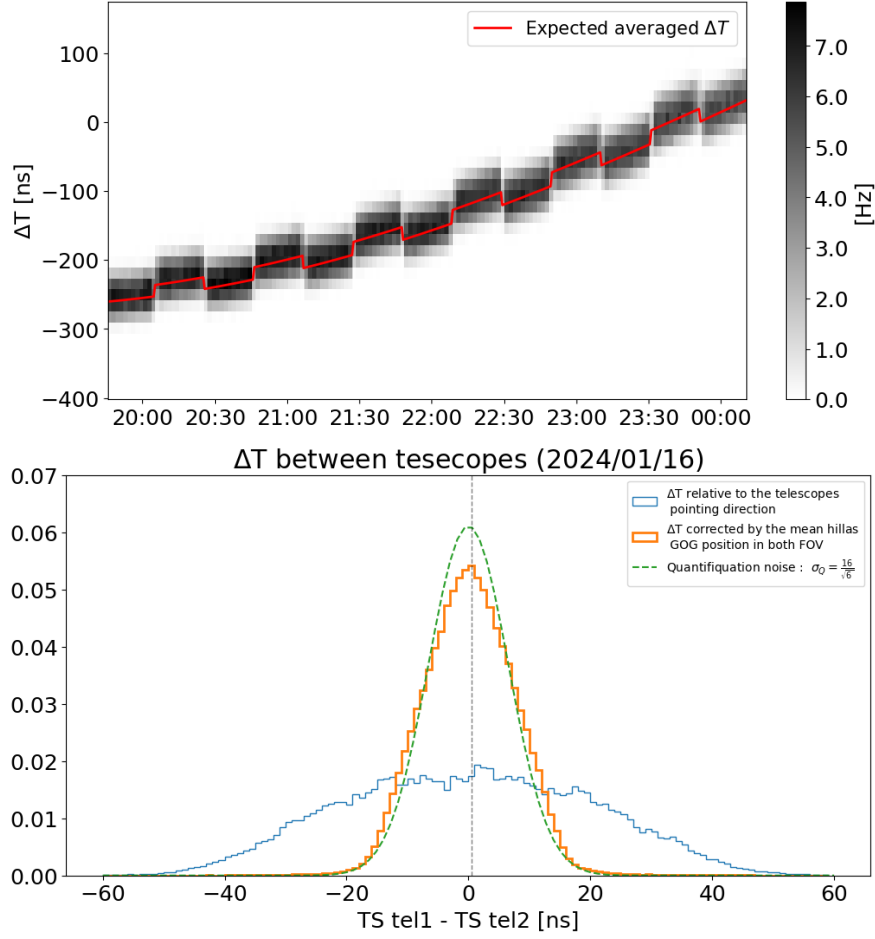 Expected averaged ΔT
100
0
−100
−200
−300
−400
ΔT [ns]
20:00 20:30 21:00 21:30 22:00 22:30 23:00 23:30 00:00
7.0
6.0
5.0
4.0
3.0
2.0
1.0
0.0
[Hz]
ΔT between tesecopes (2024/01/16)
0.07
0.06
0.05
0.04
0.03
0.02
0.01
0.00
ΔT relative to the telescopes
pointing direction
ΔT corrected by the mean hillas
GOG position in both FOV
Quantifiquation noise : σ_Q = 16/√6
−60 −40 −20 0 20 40 60
TS tel1 - TS tel2 [ns]